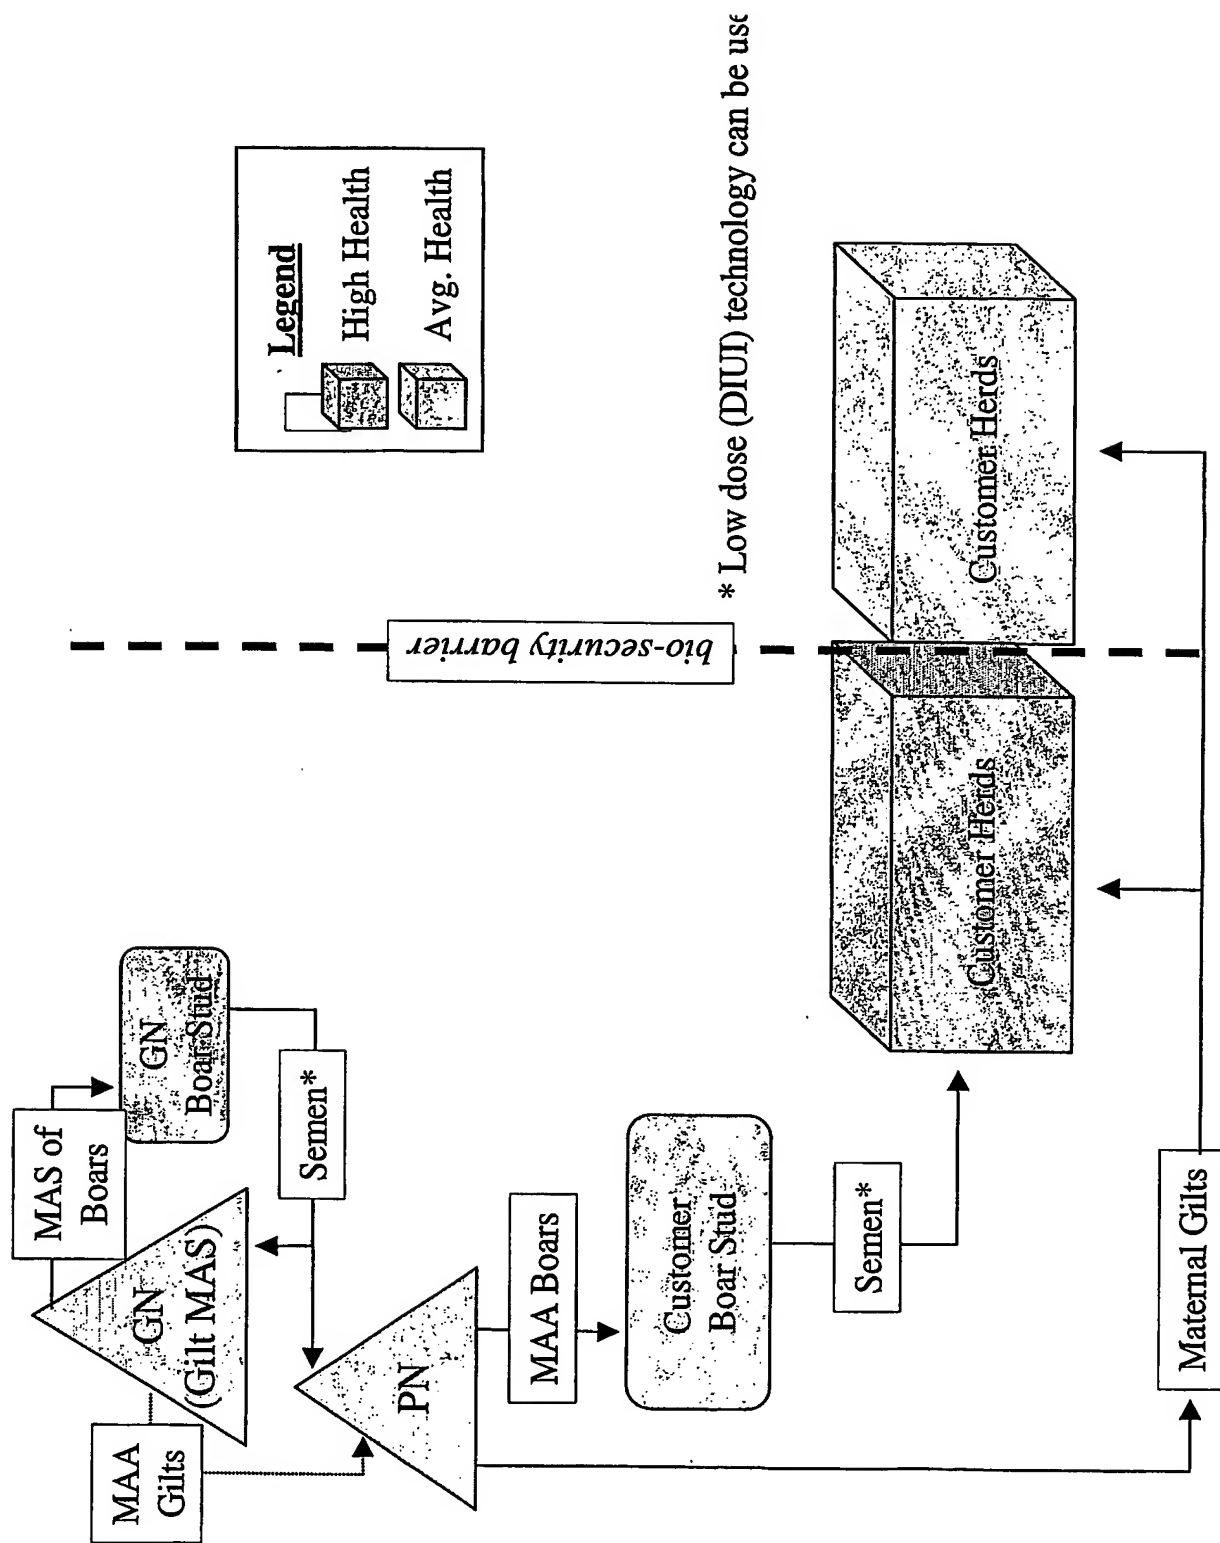 MAA
Gilts
GN
(Gilt MAS)
MAS of
Boars
GN
Boar Stud
Semen*
PN
MAA Boars
Customer
Boar Stud
Semen*
Maternal Gilts
Customer Herds
Customer Herds
bio-security barrier
Legend
High Health
Avg. Health
* Low dose (DIUI) technology can be use